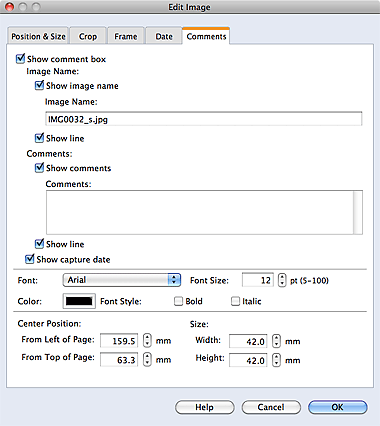 Edit Image
Position & Size Crop Frame Date Comments
Show comment box
Image Name:
Show image name
Image Name:
IMG0032_s.jpg
Show line
Comments:
Show comments
Comments:
Show line
Show capture date
Font: Arial Font Size: 12 pt (5-100)
Color: Font Style: Bold Italic
Center Position: Size:
From Left of Page: 159.5 mm Width: 42.0 mm
From Top of Page: 63.3 mm Height: 42.0 mm
Help Cancel OK